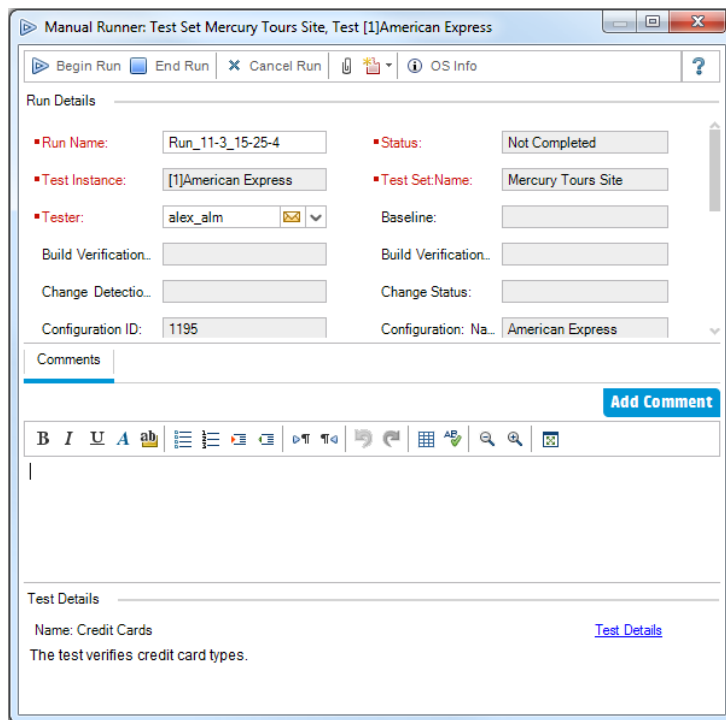 Manual Runner: Test Set Mercury Tours Site, Test [1]American Express
Begin Run End Run Cancel Run OS Info ?
Run Details
Run Name: Run_11-3_15-25-4 Status: Not Completed
Test Instance: [1]American Express Test Set:Name: Mercury Tours Site
Tester: alex_alm Baseline:
Build Verification... Build Verification...
Change Detectio... Change Status:
Configuration ID: 1195 Configuration: Na... American Express
Comments
Add Comment
B I U A ab
Test Details
Name: Credit Cards Test Details
The test verifies credit card types.